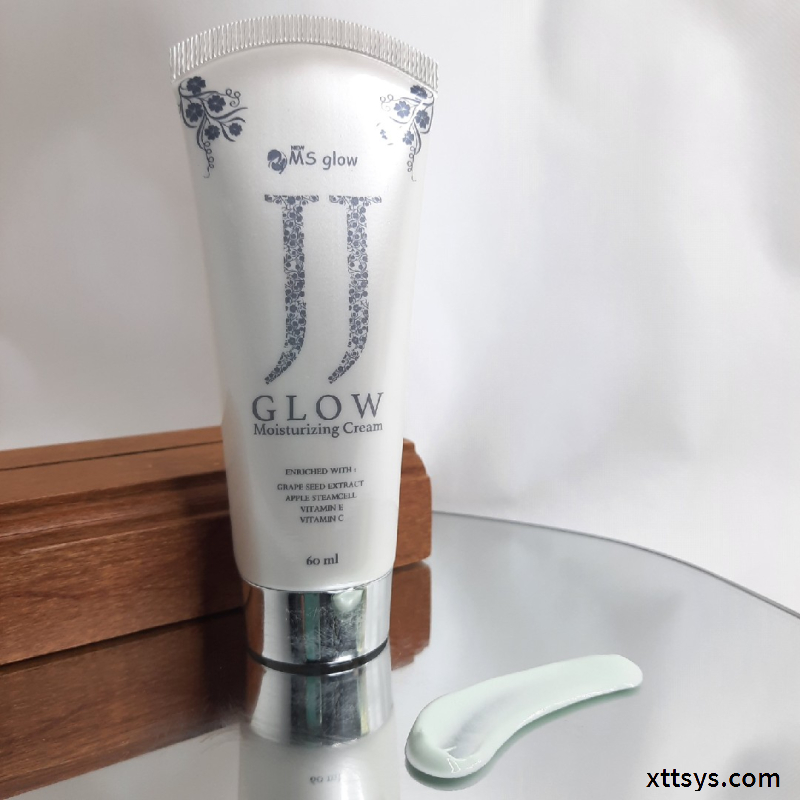 NEW
MS glow
JJ
GLOW
Moisturizing Cream
ENRICHED WITH :
GRAPE SEED EXTRACT
APPLE STEAMCELL
VITAMIN E
VITAMIN C
60 ml
xttsys.com